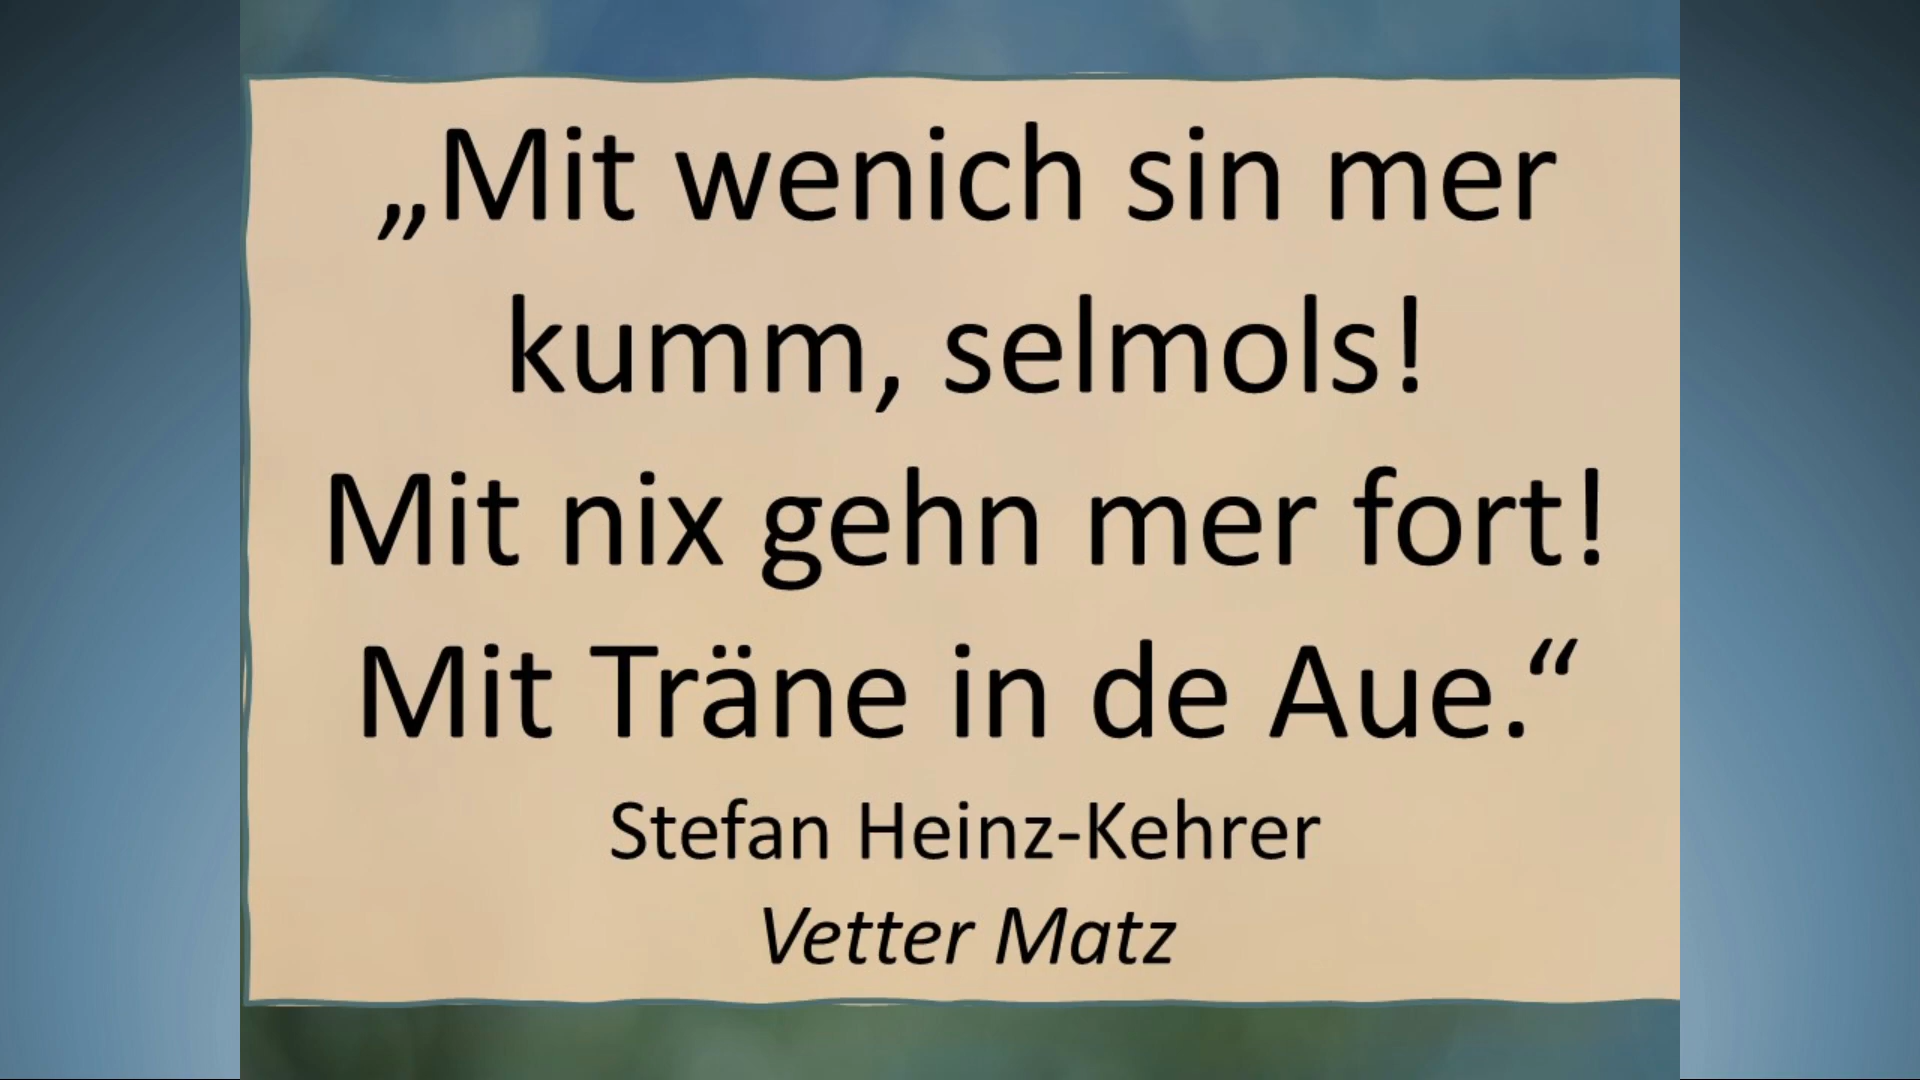 „Mit wenich sin mer
kumm, selmols!
Mit nix gehn mer fort!
Mit Träne in de Aue.“
Stefan Heinz-Kehrer
Vetter Matz